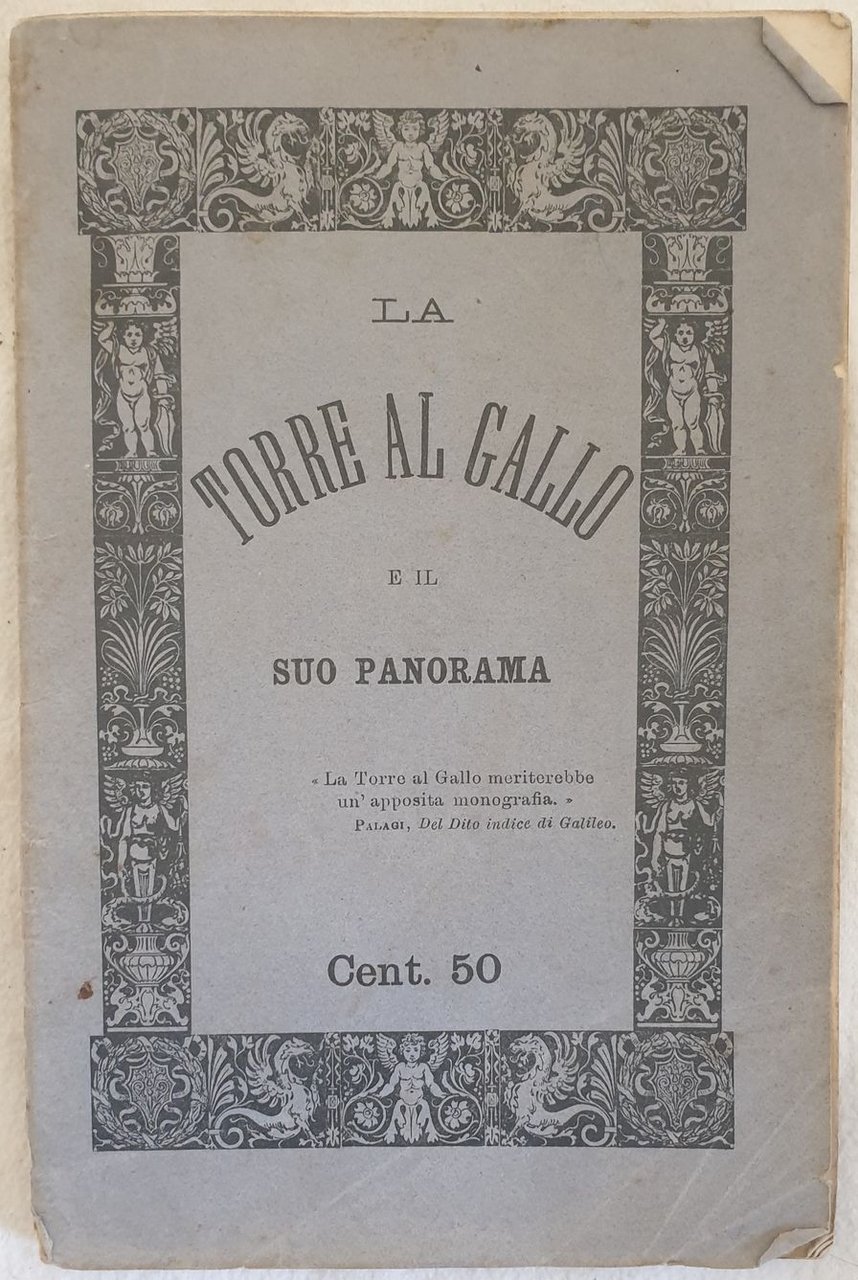 LA
TORRE AL GALLO
E IL
SUO PANORAMA
« La Torre al Gallo meriterebbe
un' apposita monografia. »
PALAGI, Del Dito indice di Galileo.
Cent. 50